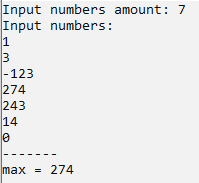 Input numbers amount: 7
Input numbers:
1
3
-123
274
243
14
0
-------
max = 274